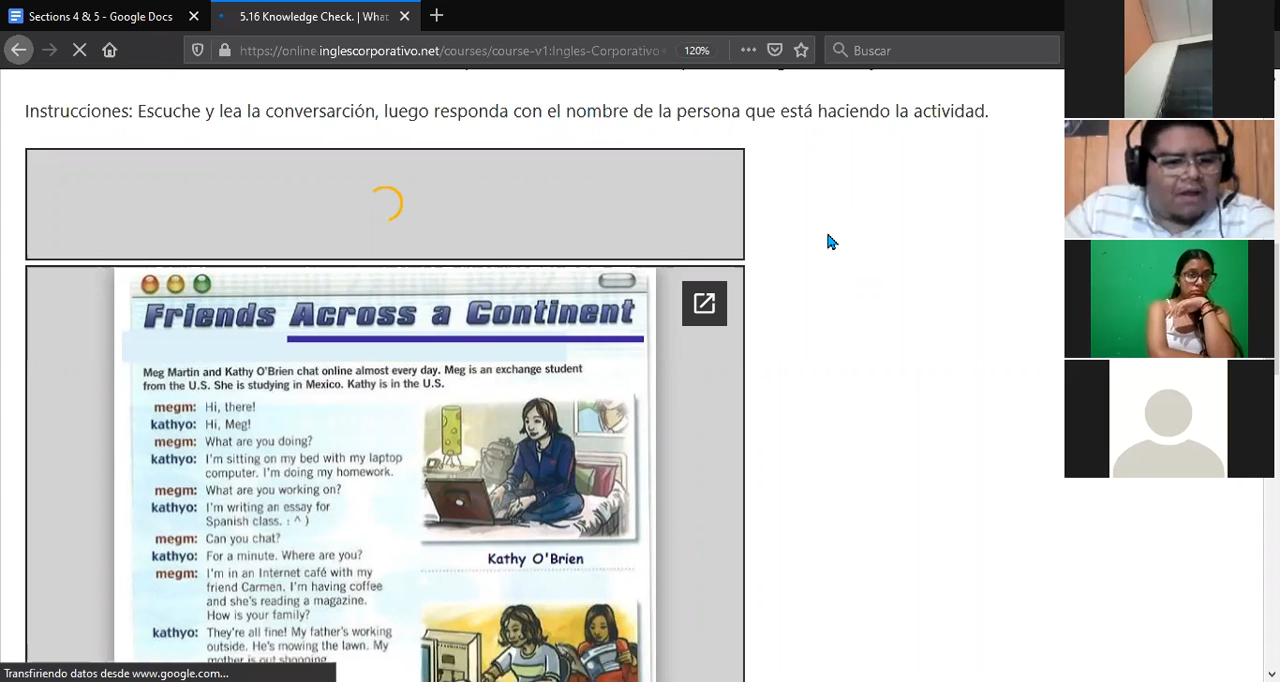 Sections 4 & 5 - Google Docs
5.16 Knowledge Check. | What
https://online.inglescorporativo.net/courses/course-v1:Ingles-Corporativo
120%
Buscar
Instrucciones: Escuche y lea la conversarción, luego responda con el nombre de la persona que está haciendo la actividad.
Friends Across a Continent
Meg Martin and Kathy O'Brien chat online almost every day. Meg is an exchange student
from the U.S. She is studying in Mexico. Kathy is in the U.S.
megm: Hi, there!
kathyo: Hi, Meg!
megm: What are you doing?
kathyo: I'm sitting on my bed with my laptop
computer. I'm doing my homework.
megm: What are you working on?
kathyo: I'm writing an essay for
Spanish class. : ^ )
megm: Can you chat?
kathyo: For a minute. Where are you?
megm: I'm in an Internet café with my
friend Carmen. I'm having coffee
and she's reading a magazine.
How is your family?
kathyo: They're all fine! My father's working
outside. He's mowing the lawn. My
mother is out shopping
Kathy O'Brien
Transfiriendo datos desde www.google.com...